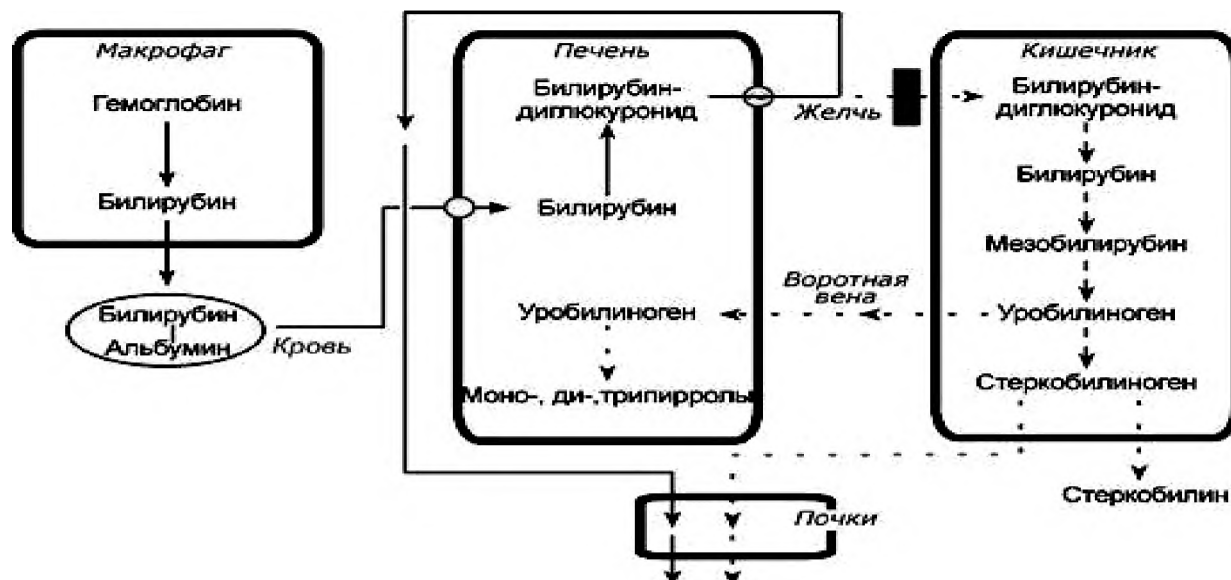 Макрофаг
Гемоглобин
Билирубин
Билирубин
Альбумин
Кровь
Печень
Билирубин-
диглюкуронид
Билирубин
Уробилиноген
Моно-, ди-,трипирролы
Желчь
Воротная
вена
Кишечник
Билирубин-
диглюкуронид
Билирубин
Мезобилирубин
Уробилиноген
Стеркобилиноген
Стеркобилин
Почки